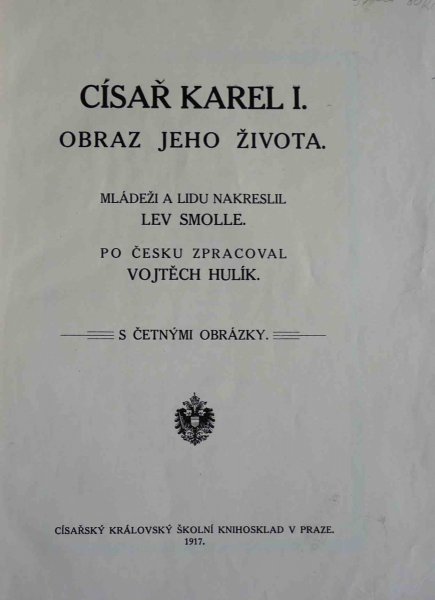 CÍSAŘ KAREL I.
OBRAZ JEHO ŽIVOTA.
MLÁDEŽI A LIDU NAKRESLIL
LEV SMOLLE.
PO ČESKU ZPRACOVAL
VOJTĚCH HULÍK.
S ČETNÝMI OBRÁZKY.
CÍSAŘSKÝ KRÁLOVSKÝ ŠKOLNÍ KNIHOSKLAD V PRAZE.
1917.